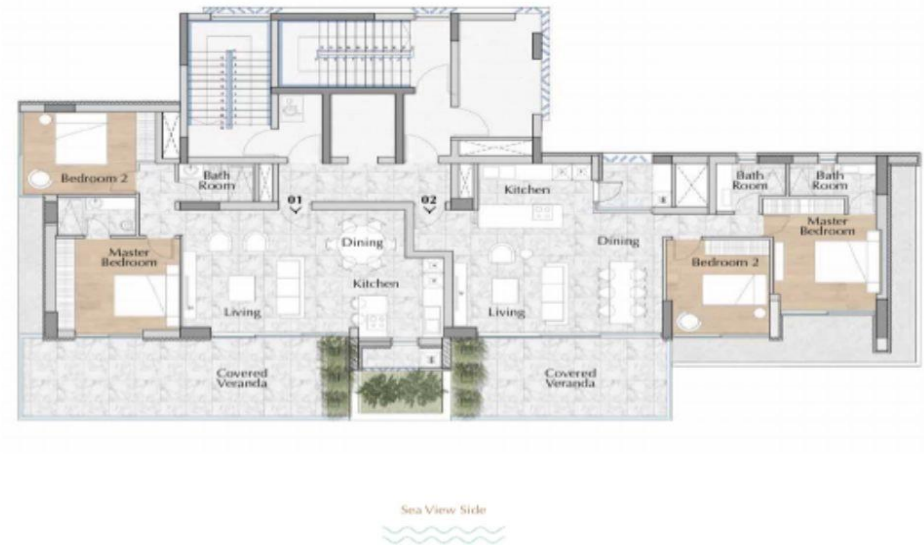 Bedroom 2
Bath
Room
01
02
Kitchen
Bath
Room
Bath
Room
Master
Bedroom
Dining
Dining
Master
Bedroom
Bedroom 2
Kitchen
Living
Living
Covered
Veranda
Covered
Veranda
Sea View Side